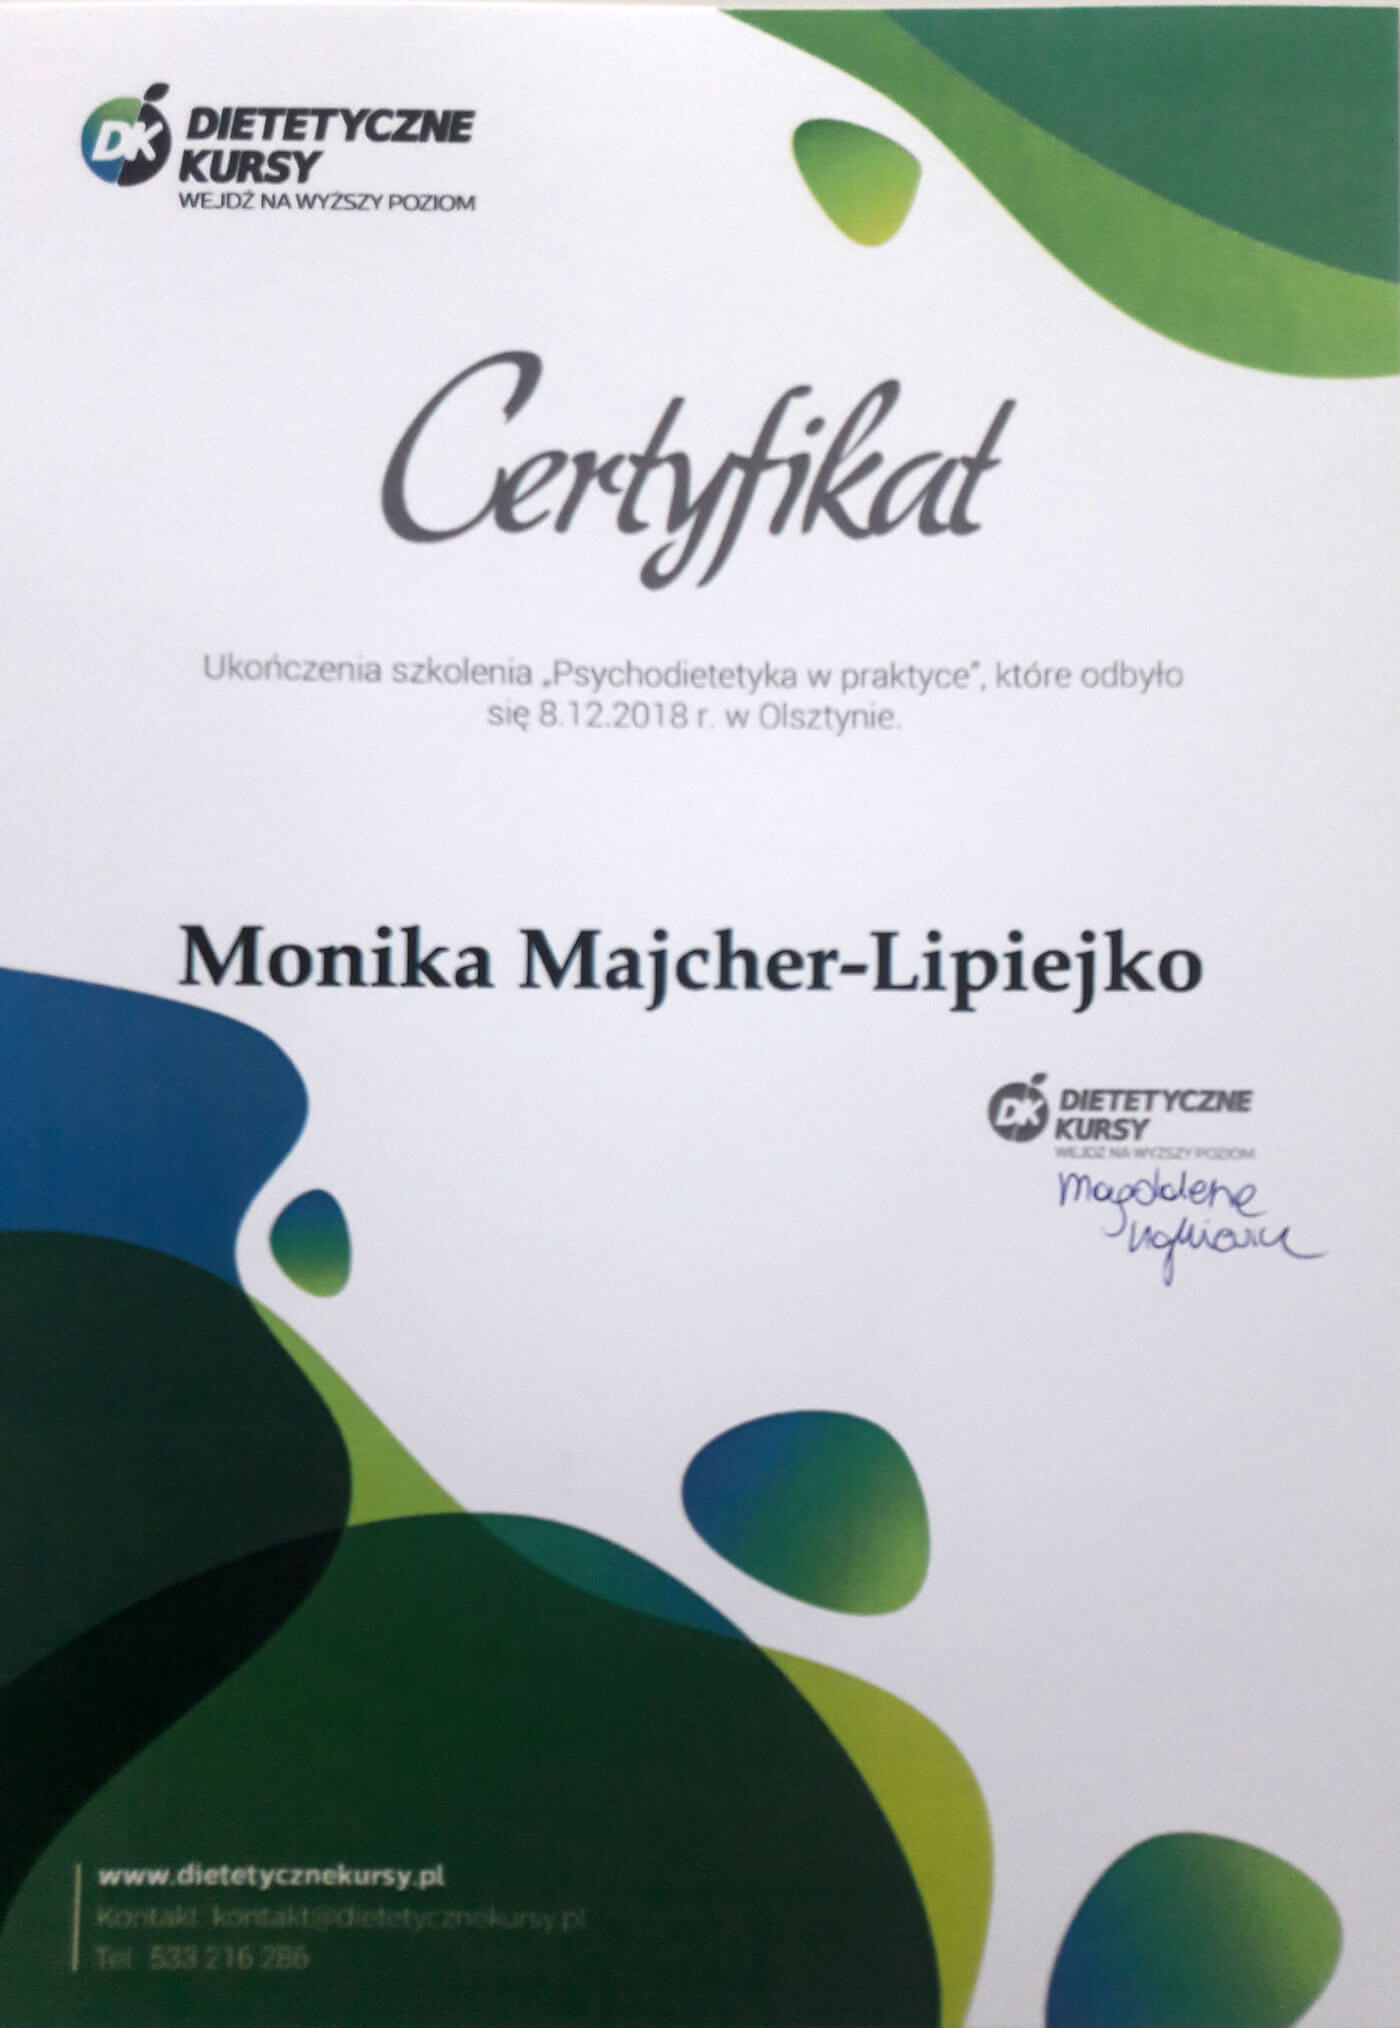 DK DIETETYCZNE
KURSY
WEJDŹ NA WYŻSZY POZIOM
Certyfikat
Ukończenia szkolenia „Psychodietetyka w praktyce”, które odbyło
się 8.12.2018 r. w Olsztynie.
Monika Majcher-Lipiejko
DK DIETETYCZNE
KURSY
WEJDŹ NA WYŻSZY POZIOM
www.dietetycznekursy.pl
Kontakt: kontakt@dietetycznekursy.pl
Tel. 533 216 286